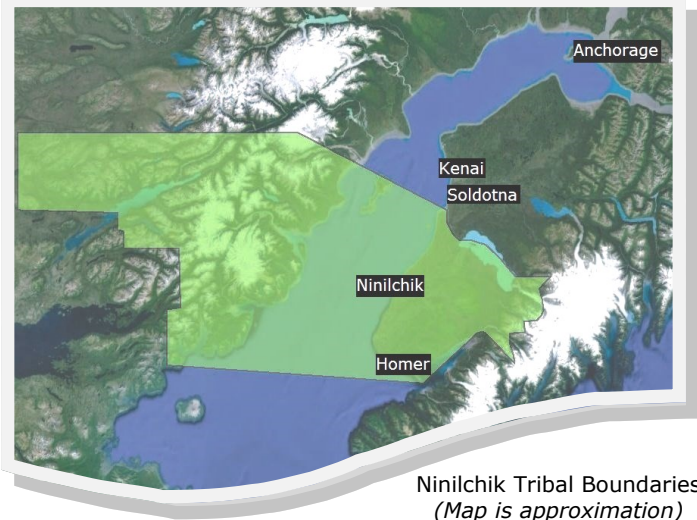 Anchorage
Kenai
Soldotna
Ninilchik
Homer
Ninilchik Tribal Boundaries
(Map is approximation)